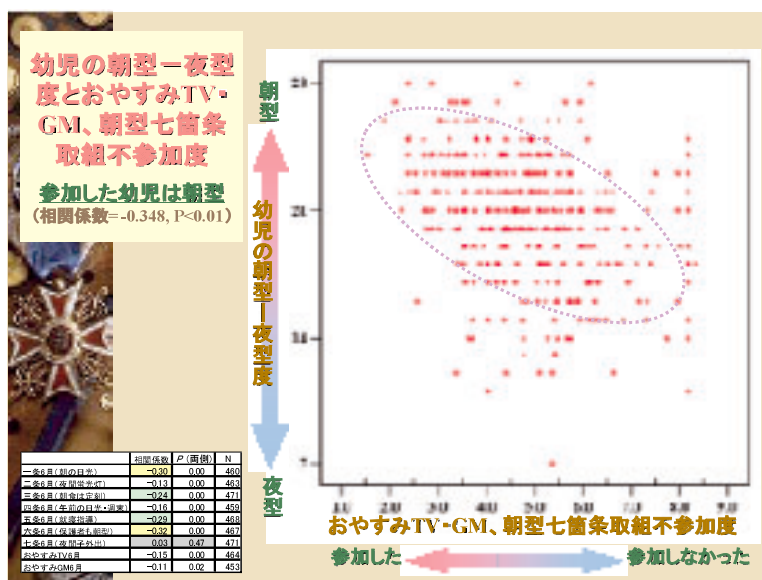 幼児の朝型ー夜型
度とおやすみTV・
GM、朝型七箇条
取組不参加度
参加した幼児は朝型
(相関係数= -0.348, P<0.01)
朝型
幼児の朝型ー夜型度
夜型
おやすみTV・GM、朝型七箇条取組不参加度
参加した
参加しなかった
相関係数 P (両側) N
一条6月(朝の日光) -0.30 0.00 460
二条6月(夜間蛍光灯) -0.13 0.00 463
三条6月(朝食は定刻) -0.24 0.00 471
四条6月(午前の日光・週末) -0.16 0.00 459
五条6月(就寝指導) -0.29 0.00 468
六条6月(保護者も朝型) -0.32 0.00 467
七条6月(夜間子外出) 0.03 0.47 471
おやすみTV6月 -0.15 0.00 464
おやすみGM6月 -0.11 0.02 453